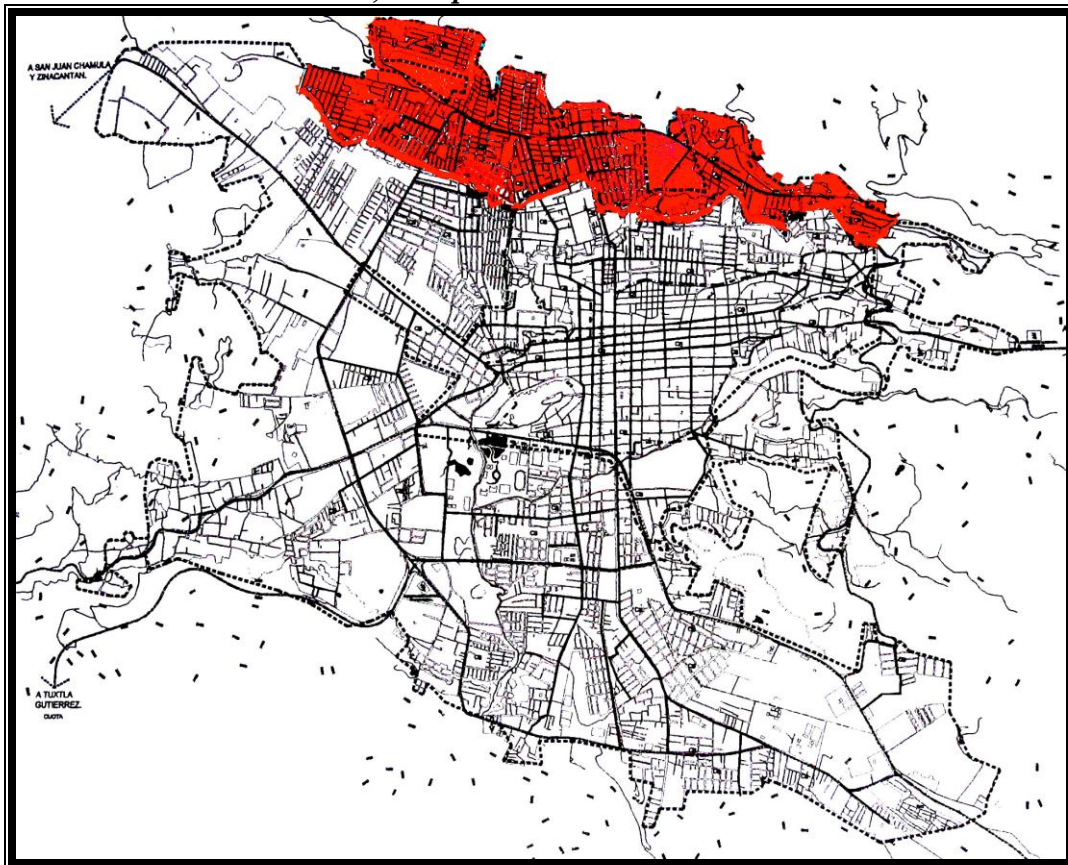 A SAN JUAN CHAMULA
Y ZINACANTAN.
A TUXTLA
GUTIERREZ.
CUOTA